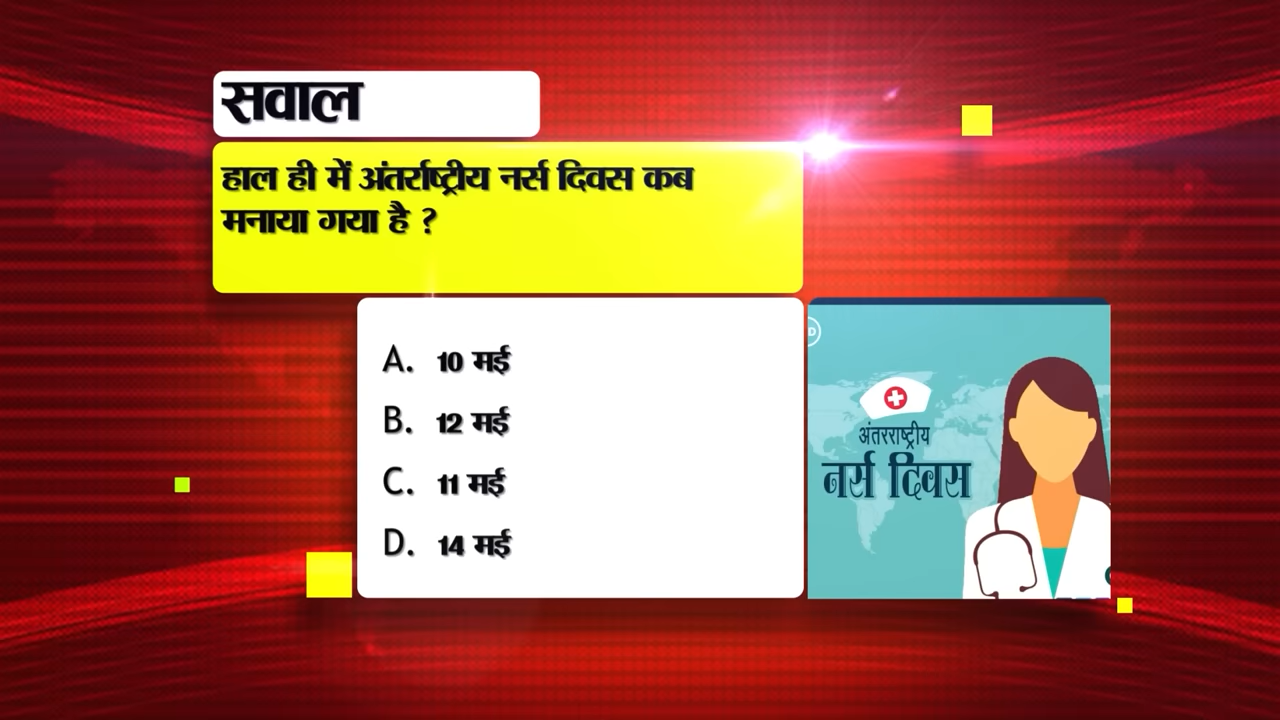 सवाल
हाल ही में अंतर्राष्ट्रीय नर्स दिवस कब
मनाया गया है ?
A. 10 मई
B. 12 मई
C. 11 मई
D. 14 मई
अंतरराष्ट्रीय
नर्स दिवस